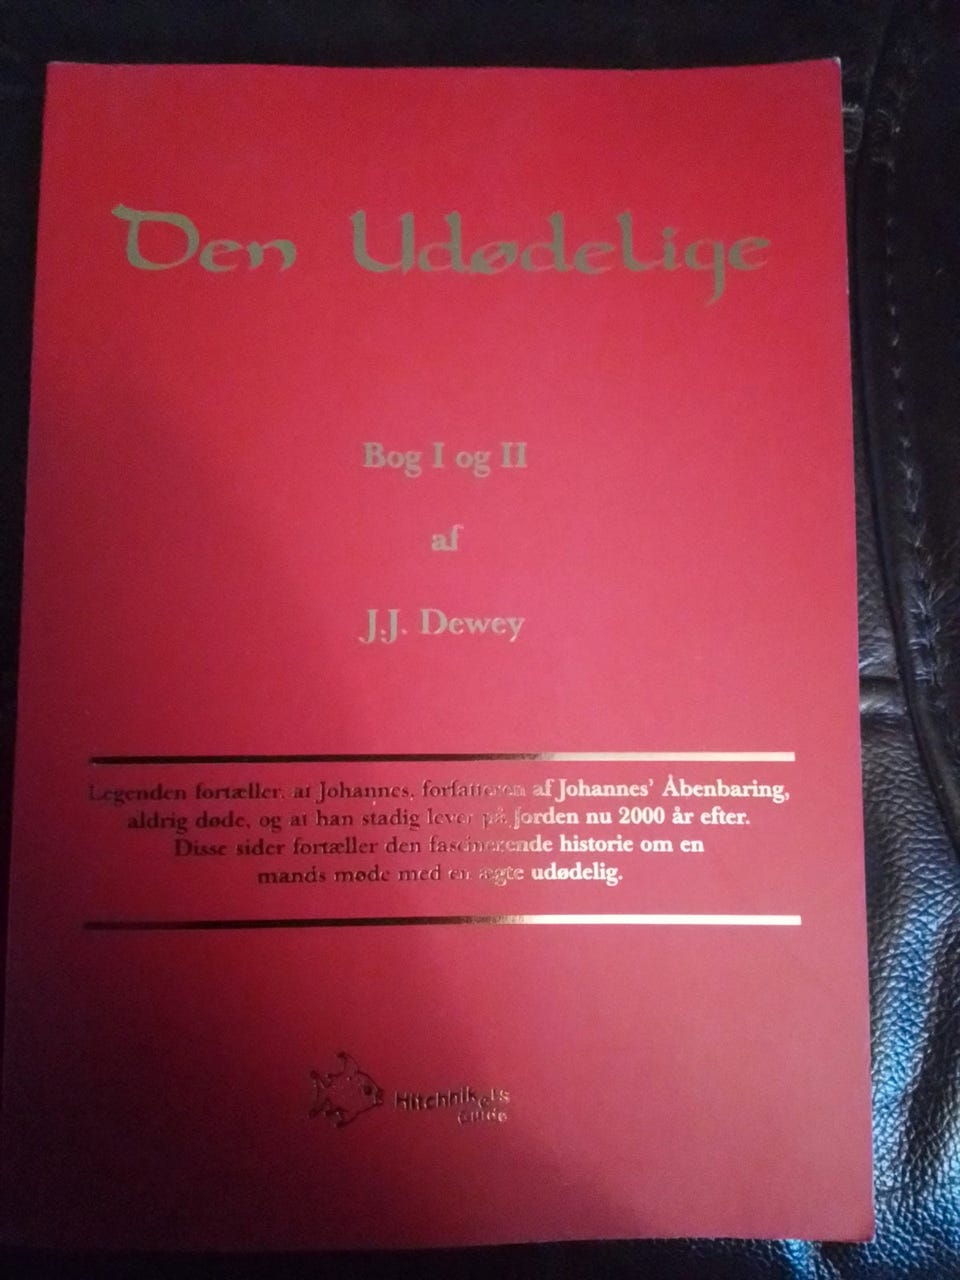 Den Udødelige
Bog I og II
af
J.J. Dewey
Legenden fortæller, at Johannes, forfatteren af Johannes' Åbenbaring,
aldrig døde, og at han stadig lever på Jorden nu 2000 år efter.
Disse sider fortæller den fascinerende historie om en
mands møde med en ægte udødelig.
Guide